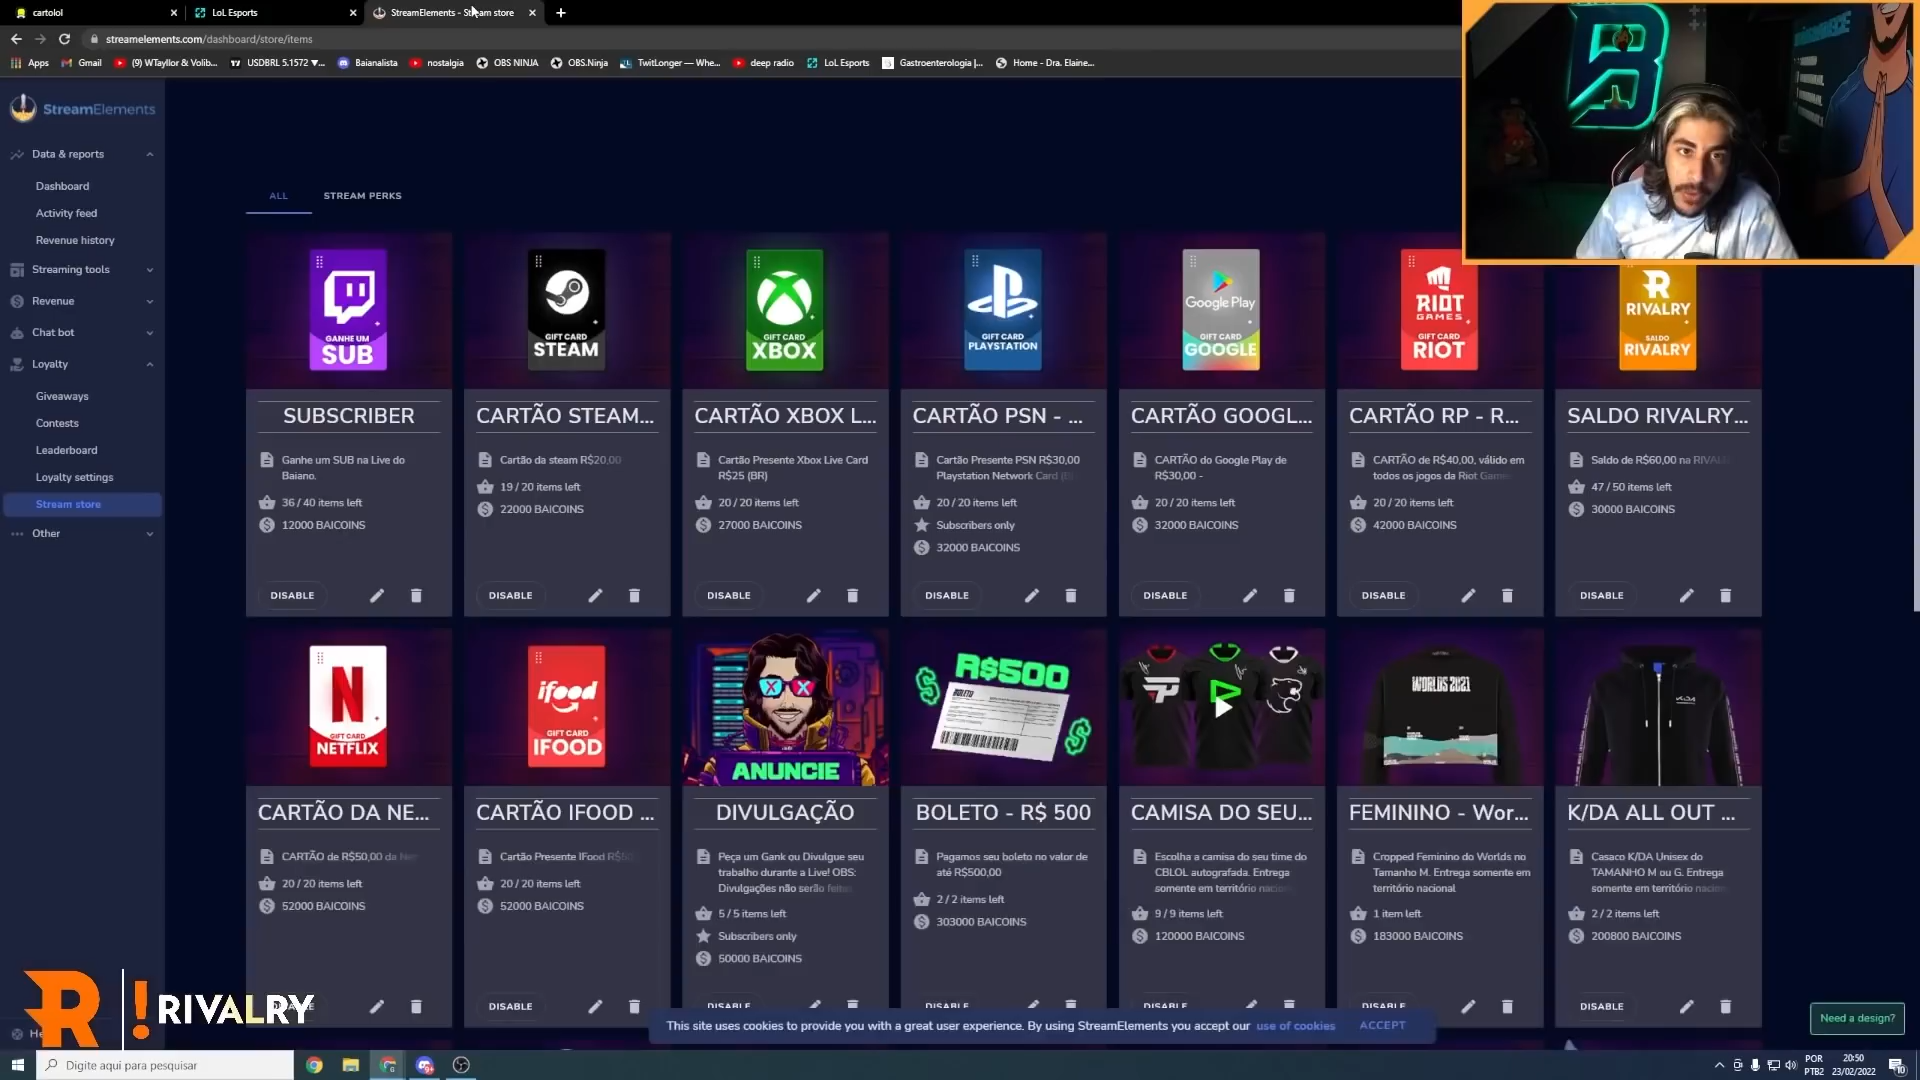 cartolol
LoL Esports
StreamElements - Stream store
streamelements.com/dashboard/store/items
Apps
Gmail
(9) WTayllor & Volib...
USDBRL 5.1572 ▼...
Baianalista
nostalgia
OBS NINJA
OBS.Ninja
TwitLonger — Whe...
deep radio
LoL Esports
Gastroenterologia |...
Home - Dra. Elaine...
StreamElements
Data & reports
Dashboard
Activity feed
Revenue history
Streaming tools
Revenue
Chat bot
Loyalty
Giveaways
Contests
Leaderboard
Loyalty settings
Stream store
Other
ALL
STREAM PERKS
GANHE UM
SUB
SUBSCRIBER
Ganhe um SUB na Live do
Baiano.
36 / 40 items left
12000 BAICOINS
DISABLE
GIFT CARD
STEAM
CARTÃO STEAM...
Cartão da steam R$20,00
19 / 20 items left
22000 BAICOINS
DISABLE
GIFT CARD
XBOX
CARTÃO XBOX L...
Cartão Presente Xbox Live Card
R$25 (BR)
20 / 20 items left
27000 BAICOINS
DISABLE
GIFT CARD
PLAYSTATION
CARTÃO PSN - ...
Cartão Presente PSN R$30,00
Playstation Network Card
20 / 20 items left
Subscribers only
32000 BAICOINS
DISABLE
Google Play
GIFT CARD
GOOGLE
CARTÃO GOOGL...
CARTÃO do Google Play de
R$30,00 -
20 / 20 items left
32000 BAICOINS
DISABLE
RIOT
GAMES
GIFT CARD
RIOT
CARTÃO RP - R...
CARTÃO de R$40,00, válido em
todos os jogos da Riot Games
20 / 20 items left
42000 BAICOINS
DISABLE
RIVALRY
SALDO
RIVALRY
SALDO RIVALRY...
Saldo de R$60,00 na RIVAL
47 / 50 items left
30000 BAICOINS
DISABLE
GIFT CARD
NETFLIX
CARTÃO DA NE...
CARTÃO de R$50,00 da Ne
20 / 20 items left
52000 BAICOINS
ifood
GIFT CARD
IFOOD
CARTÃO IFOOD ...
Cartão Presente IFood R$50
20 / 20 items left
52000 BAICOINS
DISABLE
ANUNCIE
DIVULGAÇÃO
Peça um Gank ou Divulgue seu
trabalho durante a Live! OBS:
Divulgações não serão feitas
5 / 5 items left
Subscribers only
50000 BAICOINS
DISABLE
R$500
BOLETO
BOLETO - R$ 500
Pagamos seu boleto no valor de
até R$500,00
2 / 2 items left
303000 BAICOINS
DISABLE
CAMISA DO SEU...
Escolha a camisa do seu time do
CBLOL autografada. Entrega
somente em território nacion
9 / 9 items left
120000 BAICOINS
DISABLE
WORLDS 2021
FEMININO - Wor...
Cropped Feminino do Worlds no
Tamanho M. Entrega somente em
território nacional
1 item left
183000 BAICOINS
DISABLE
K/DA
K/DA ALL OUT ...
Casaco K/DA Unisex do
TAMANHO M ou G. Entrega
somente em território nacion
2 / 2 items left
200800 BAICOINS
DISABLE
!RIVALRY
This site uses cookies to provide you with a great user experience. By using StreamElements you accept our use of cookies
ACCEPT
Need a design?
Digite aqui para pesquisar
POR
PTB2
20:50
23/02/2022
10